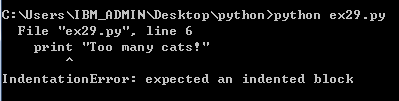 C:\Users\IBM_ADMIN\Desktop\python>python ex29.py
  File "ex29.py", line 6
    print "Too many cats!"
        ^
IndentationError: expected an indented block